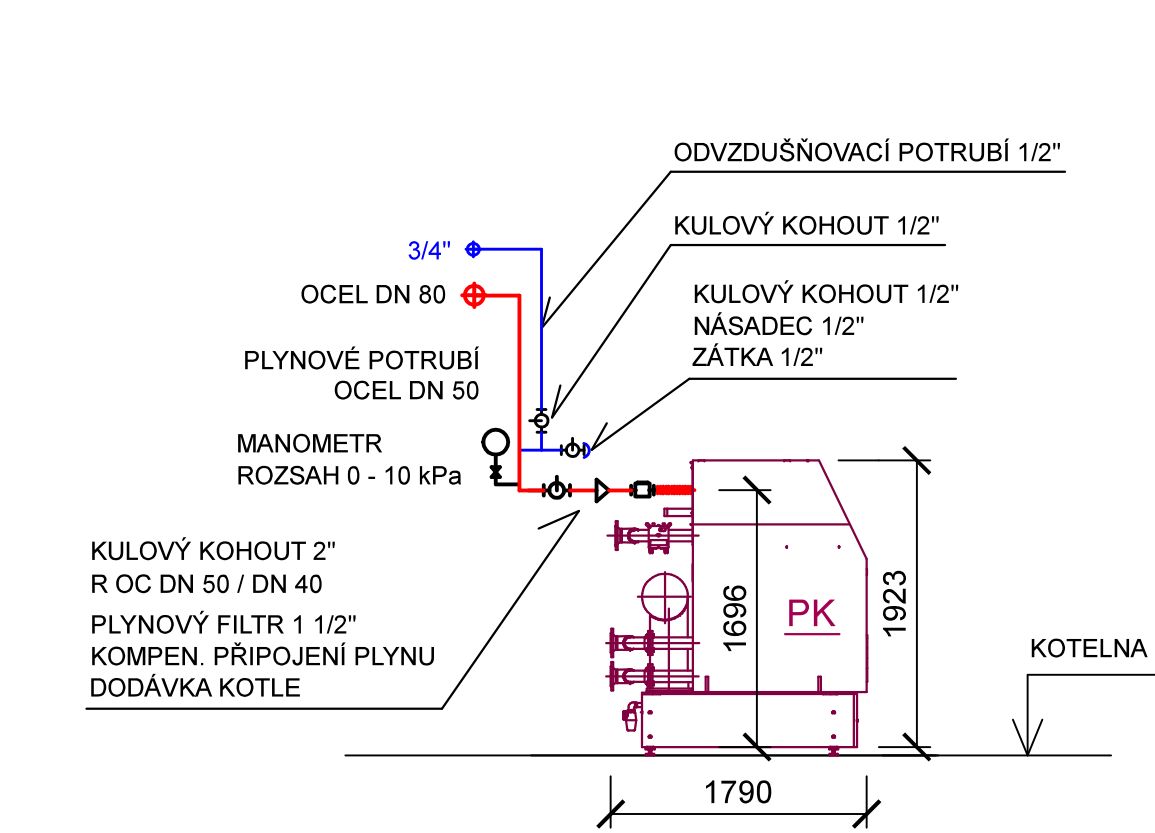 ODVZDUŠŇOVACÍ POTRUBÍ 1/2"
KULOVÝ KOHOUT 1/2"
3/4"
OCEL DN 80
KULOVÝ KOHOUT 1/2"
NÁSADEC 1/2"
ZÁTKA 1/2"
PLYNOVÉ POTRUBÍ
OCEL DN 50
MANOMETR
ROZSAH 0 - 10 kPa
KULOVÝ KOHOUT 2"
R OC DN 50 / DN 40
PLYNOVÝ FILTR 1 1/2"
KOMPEN. PŘIPOJENÍ PLYNU
DODÁVKA KOTLE
1696
PK
1923
KOTELNA
1790